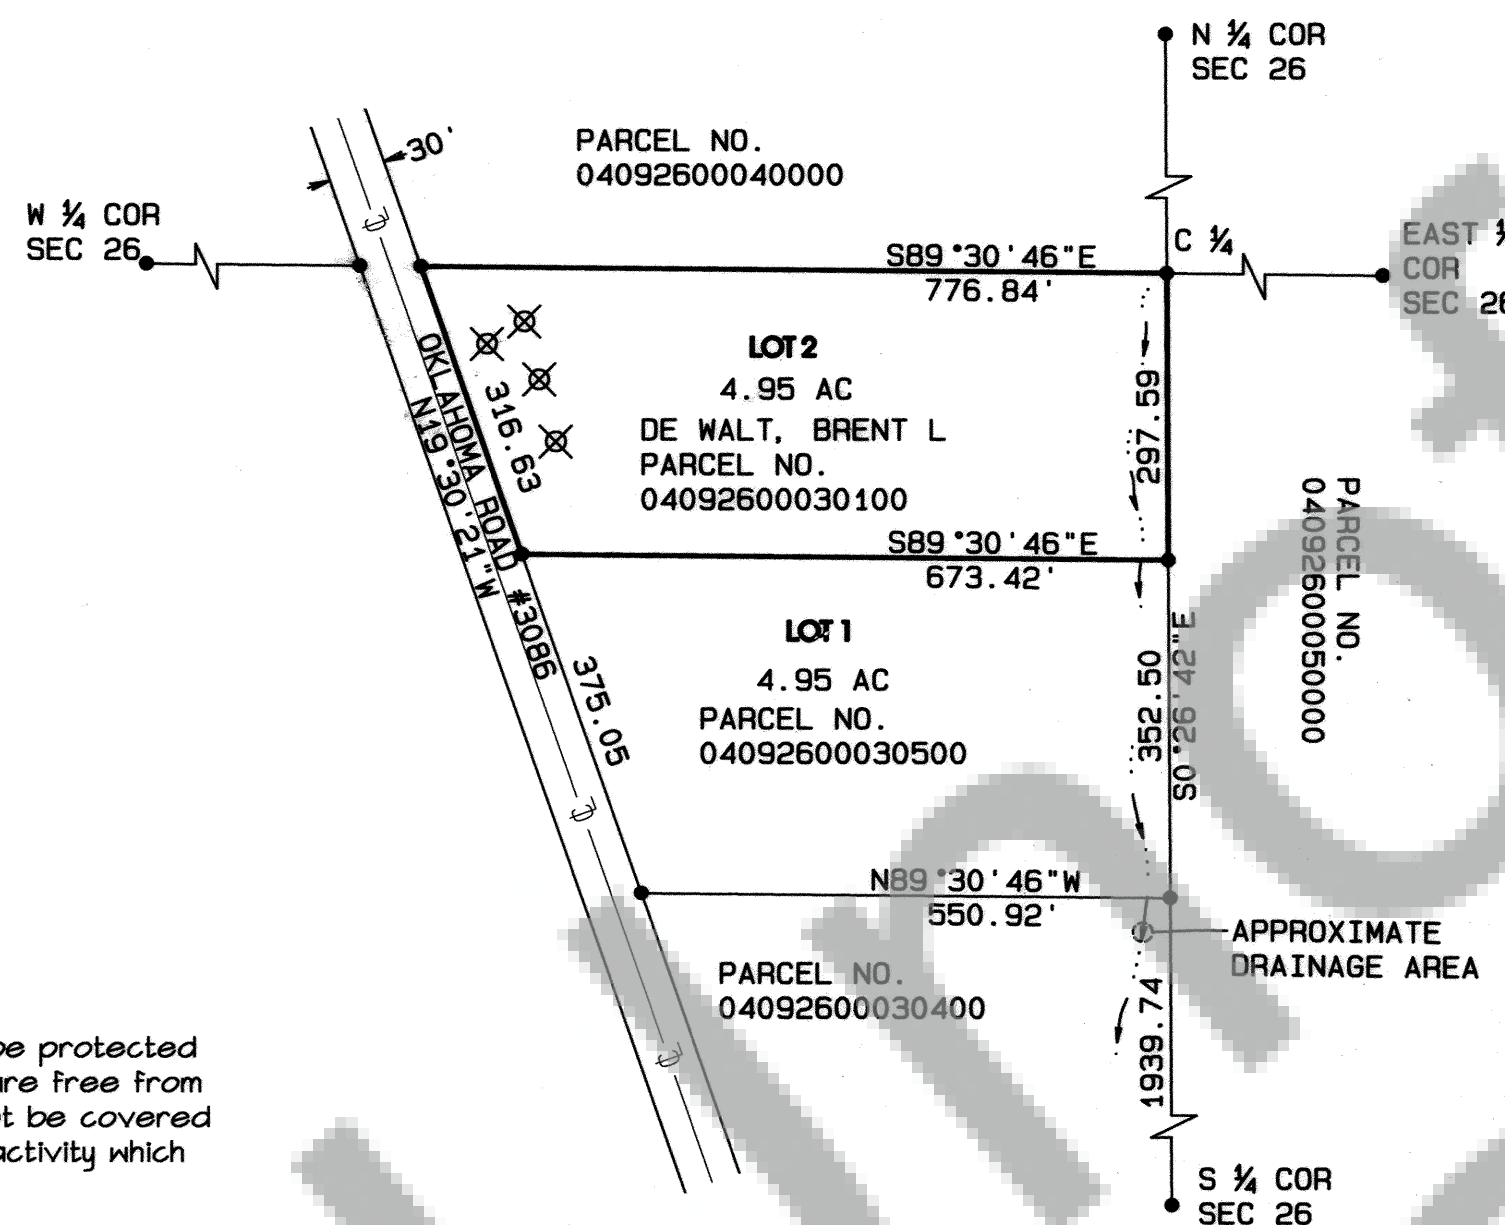 N ¼ COR
SEC 26
30'
PARCEL NO.
04092600040000
W ¼ COR
SEC 26
C ¼
EAST
COR
SEC 26
S89°30'46"E
776.84'
LOT 2
4.95 AC
DE WALT, BRENT L
PARCEL NO.
04092600030100
316.63
297.59
OKLAHOMA ROAD #3086
N19°30'21"W
S89°30'46"E
673.42'
PARCEL NO.
04092600050000
LOT 1
4.95 AC
PARCEL NO.
04092600030500
375.05
352.50
S0°26'42"E
N89°30'46"W
550.92'
APPROXIMATE
DRAINAGE AREA
PARCEL NO.
04092600030400
1939.74
be protected
are free from
t be covered
activity which
S ¼ COR
SEC 26